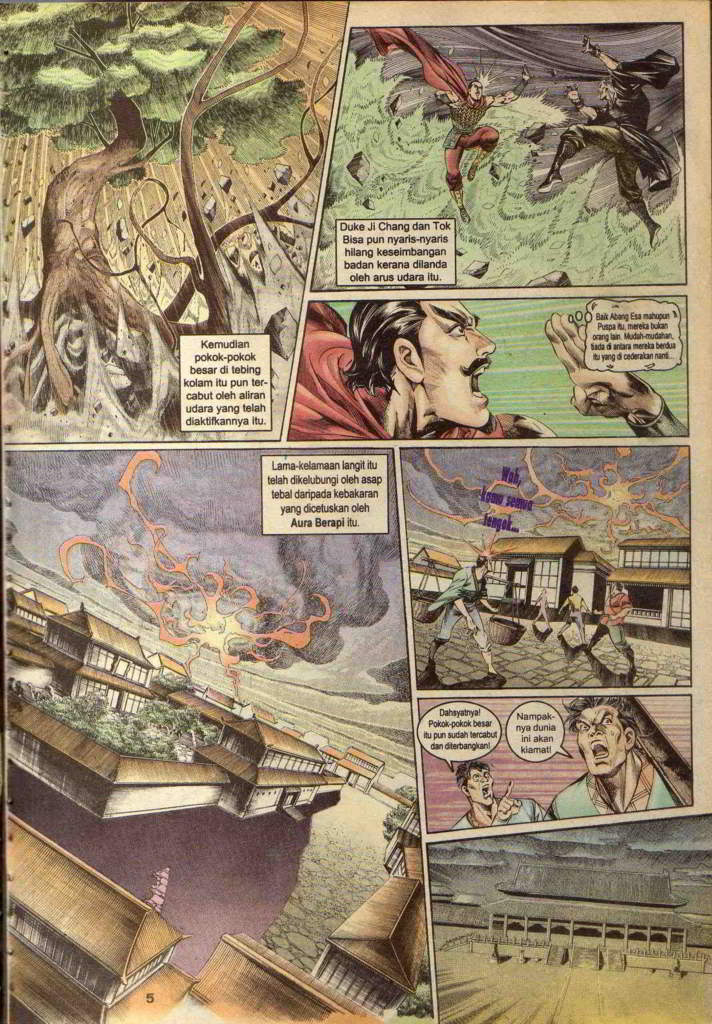 Kemudian
pokok-pokok
besar di tebing
kolam itu pun ter-
cabut oleh aliran
udara yang telah
diaktifkannya itu.
Duke Ji Chang dan Tok
Bisa pun nyaris-nyaris
hilang keseimbangan
badan kerana dilanda
oleh arus udara itu.
Baik Abang Esa mahupun
Puspa itu, mereka bukan
orang lain. Mudah-mudahan,
tiada di antara mereka berdua
itu yang di cederakan nanti....
Lama-kelamaan langit itu
telah dikelubungi oleh asap
tebal daripada kebakaran
yang dicetuskan oleh
Aura Berapi itu.
Wah,
kamu semua
tengok...
Dahsyatnya!
Pokok-pokok besar
itu pun sudah tercabut
dan diterbangkan!
Nampak-
nya dunia
ini akan
kiamat!
5